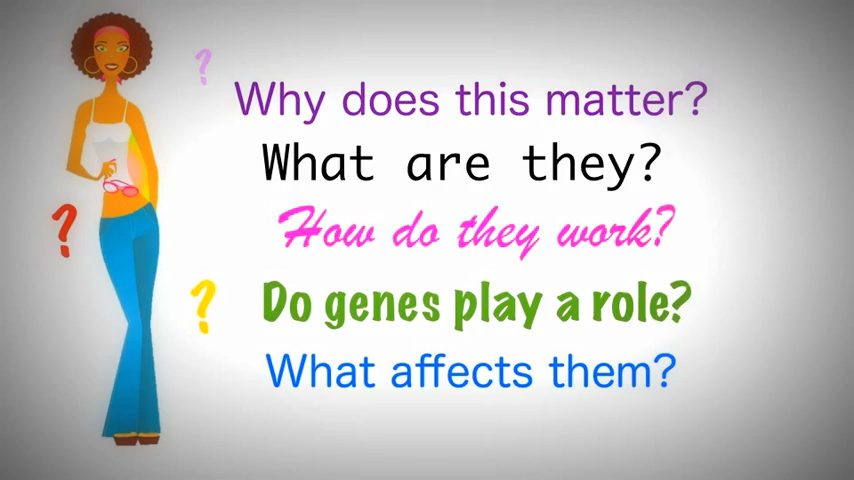 ?
Why does this matter?
What are they?
?
How do they work?
?
Do genes play a role?
What affects them?